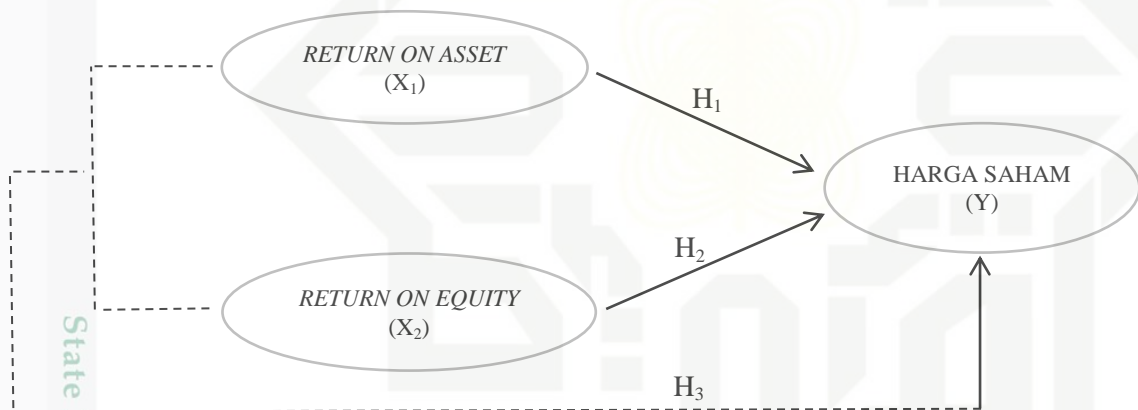 RETURN ON ASSET
(X₁)
H₁
HARGA SAHAM
(Y)
H₂
RETURN ON EQUITY
(X₂)
State
H₃